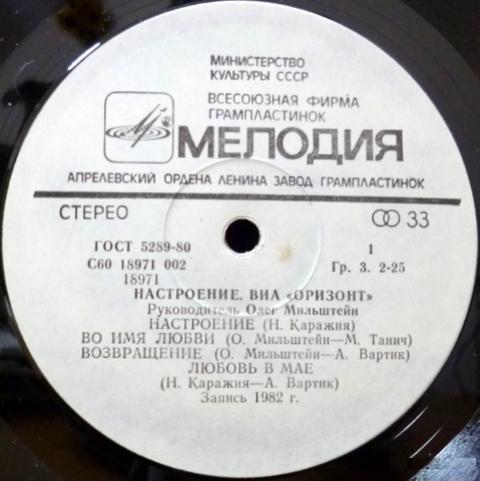 МИНИСТЕРСТВО
КУЛЬТУРЫ СССР
ВСЕСОЮЗНАЯ ФИРМА
ГРАМПЛАСТИНОК
МЕЛОДИЯ
АПРЕЛЕВСКИЙ ОРДЕНА ЛЕНИНА ЗАВОД ГРАМПЛАСТИНОК
СТЕРЕО 33
ГОСТ 5289-80 1
С60 18971 002 Гр. 3. 2-25
18971
НАСТРОЕНИЕ. ВИА «ОРИЗОНТ»
Руководитель Олег Мильштейн
НАСТРОЕНИЕ (Н. Каражия)
ВО ИМЯ ЛЮБВИ (О. Мильштейн—М. Танич)
ВОЗВРАЩЕНИЕ (О. Мильштейн—А. Вартик)
ЛЮБОВЬ В МАЕ
(Н. Каражия—А. Вартик)
Запись 1982 г.